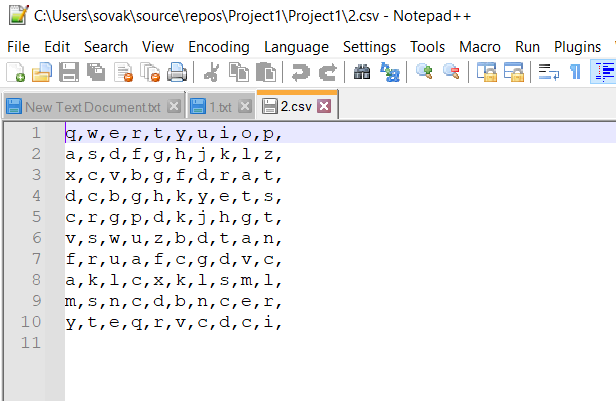 C:\Users\sovak\source\repos\Project1\Project1\2.csv - Notepad++
File Edit Search View Encoding Language Settings Tools Macro Run Plugins
New Text Document.txt 1.txt 2.csv
1 q,w,e,r,t,y,u,i,o,p,
2 a,s,d,f,g,h,j,k,l,z,
3 x,c,v,b,g,f,d,r,a,t,
4 d,c,b,g,h,k,y,e,t,s,
5 c,r,g,p,d,k,j,h,g,t,
6 v,s,w,u,z,b,d,t,a,n,
7 f,r,u,a,f,c,g,d,v,c,
8 a,k,l,c,x,k,l,s,m,l,
9 m,s,n,c,d,b,n,c,e,r,
10 y,t,e,q,r,v,c,d,c,i,
11